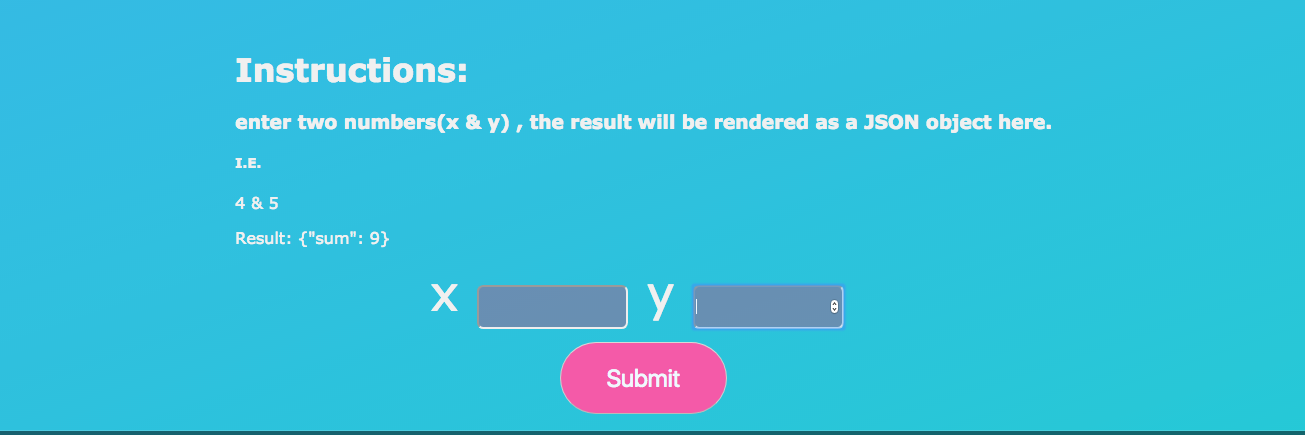 Instructions:
enter two numbers(x & y) , the result will be rendered as a JSON object here.
I.E.
4 & 5
Result: {"sum": 9}
x y
Submit